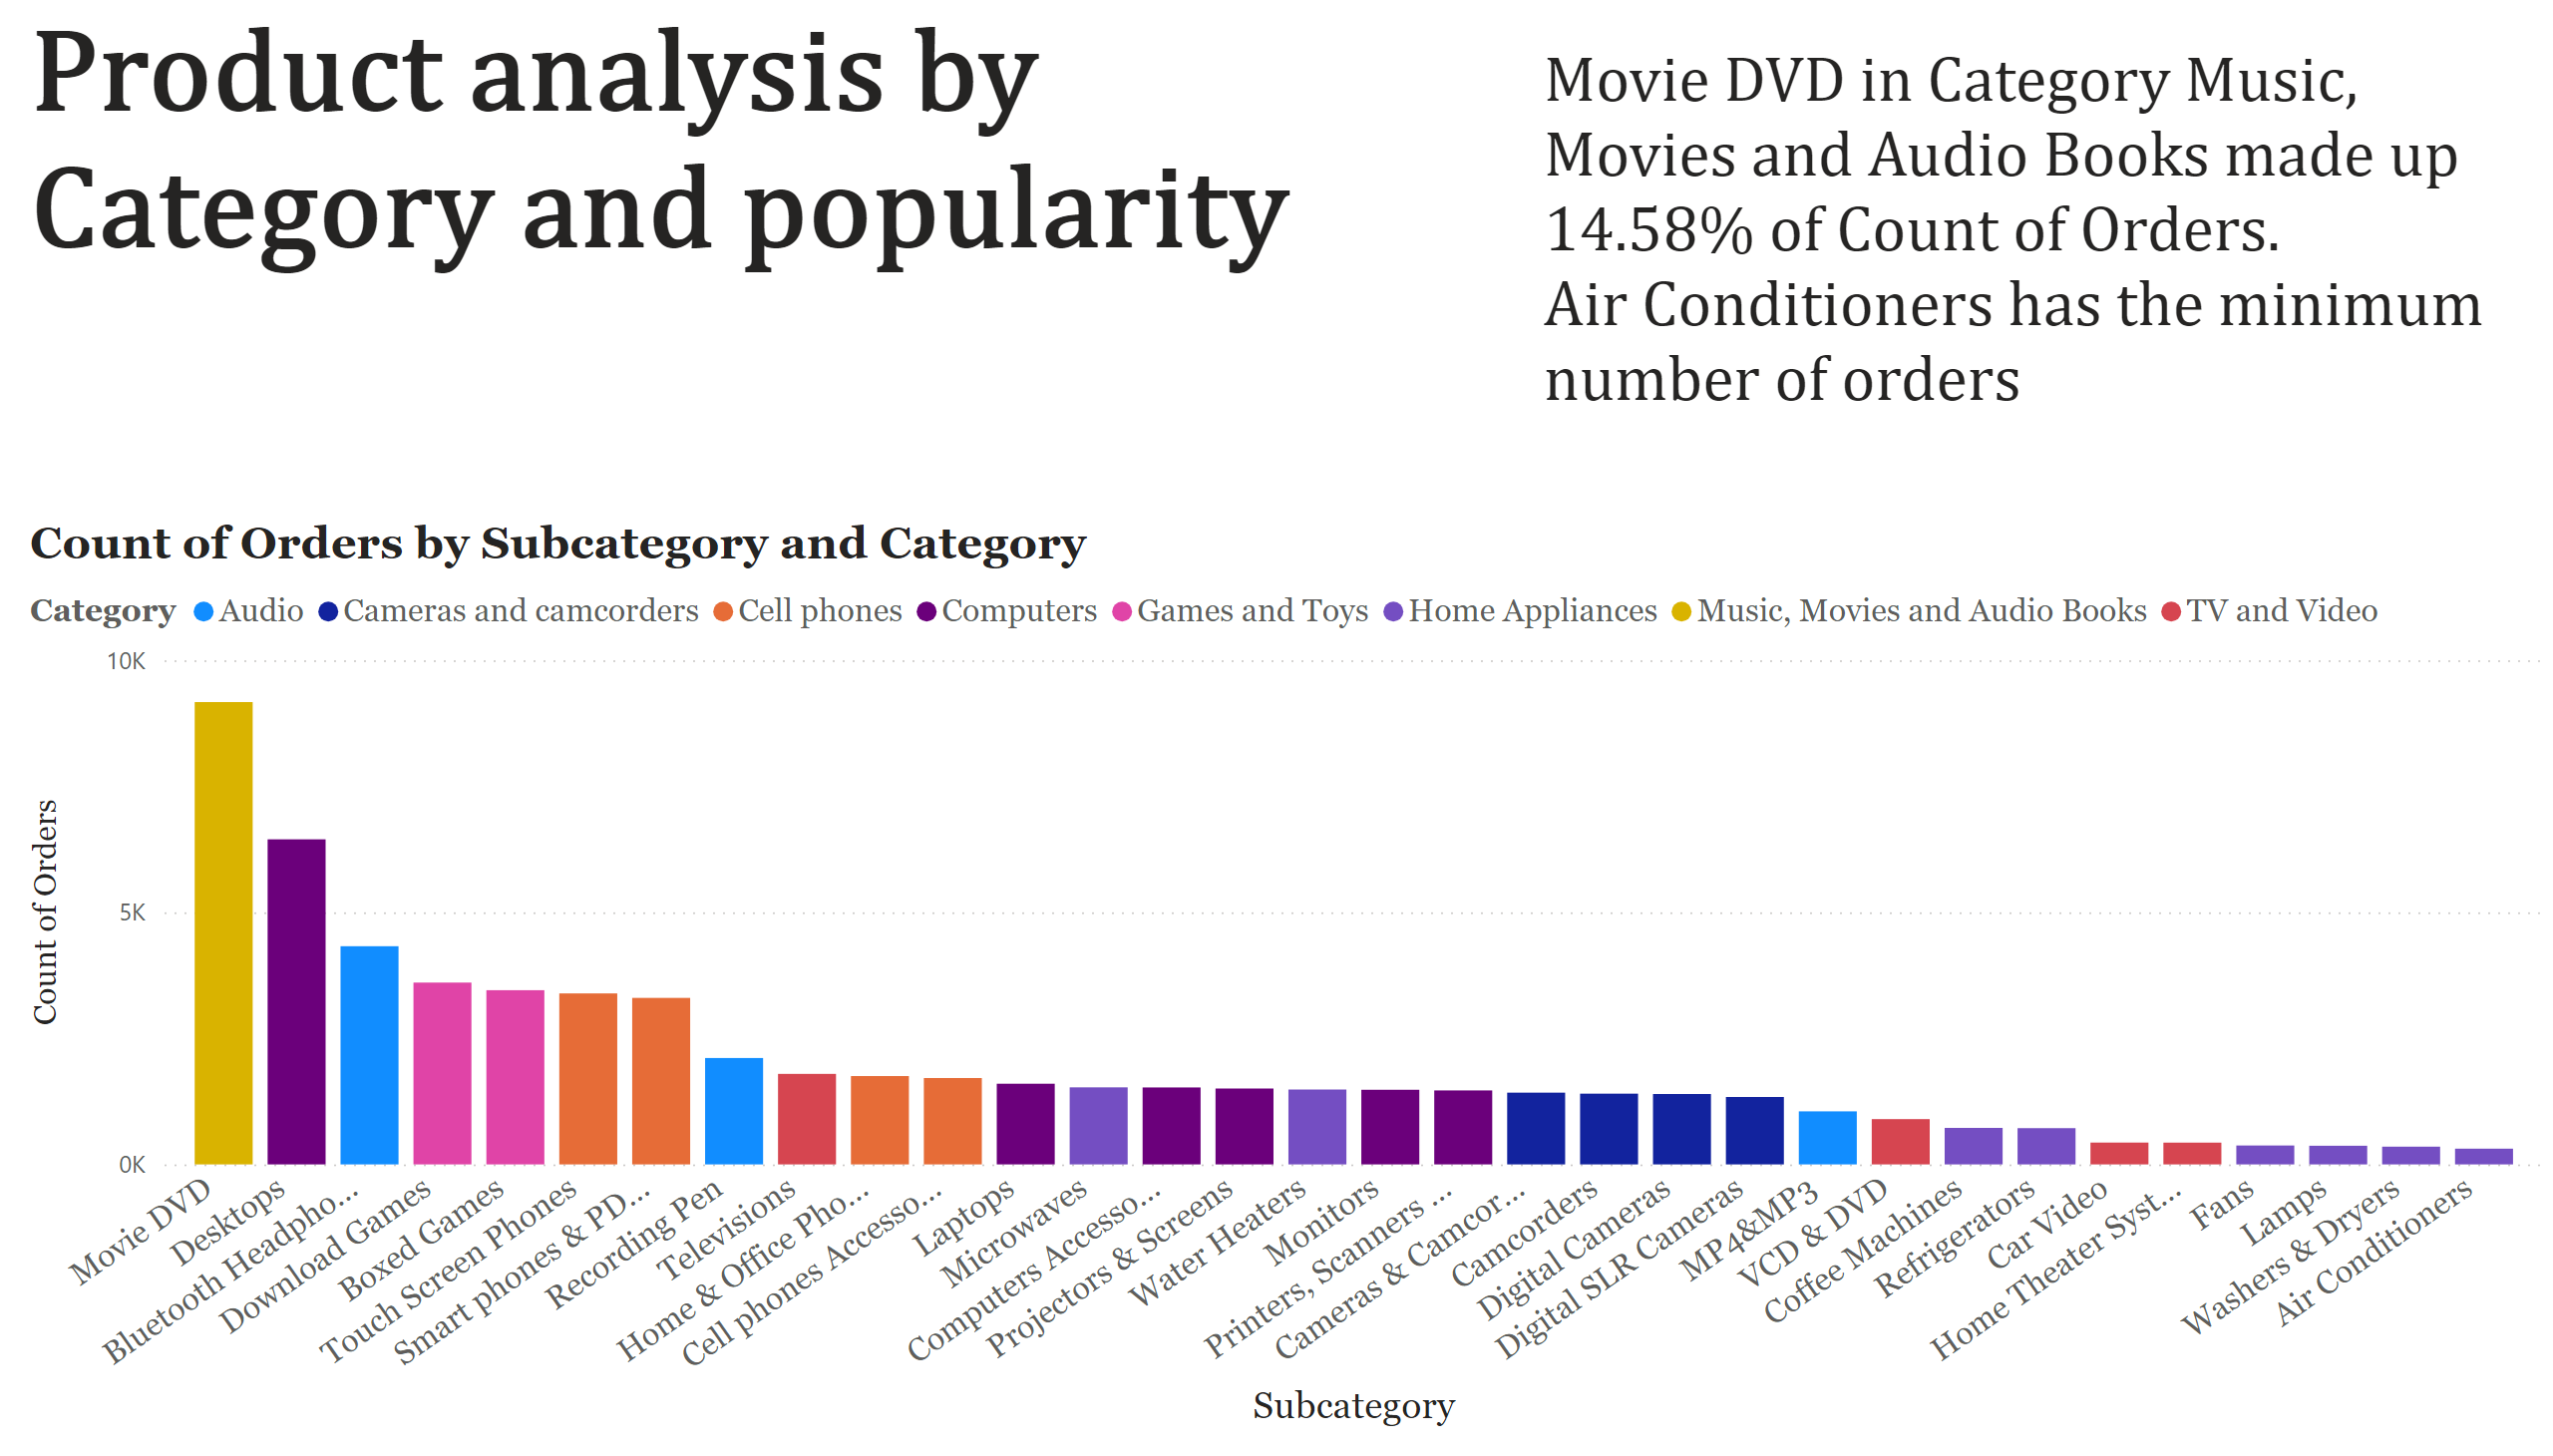 Product analysis by
Category and popularity
Movie DVD in Category Music,
Movies and Audio Books made up
14.58% of Count of Orders.
Air Conditioners has the minimum
number of orders
Count of Orders by Subcategory and Category
Category Audio Cameras and camcorders Cell phones Computers Games and Toys Home Appliances Music, Movies and Audio Books TV and Video
10K
5K
0K
Count of Orders
Movie DVD
Desktops
Bluetooth Headpho...
Download Games
Boxed Games
Touch Screen Phones
Smart phones & PD...
Recording Pen
Televisions
Home & Office Pho...
Cell phones Accesso...
Laptops
Microwaves
Computers Accesso...
Projectors & Screens
Water Heaters
Monitors
Printers, Scanners ...
Cameras & Camcor...
Camcorders
Digital Cameras
Digital SLR Cameras
MP4&MP3
VCD & DVD
Coffee Machines
Refrigerators
Car Video
Home Theater Syst...
Fans
Lamps
Washers & Dryers
Air Conditioners
Subcategory